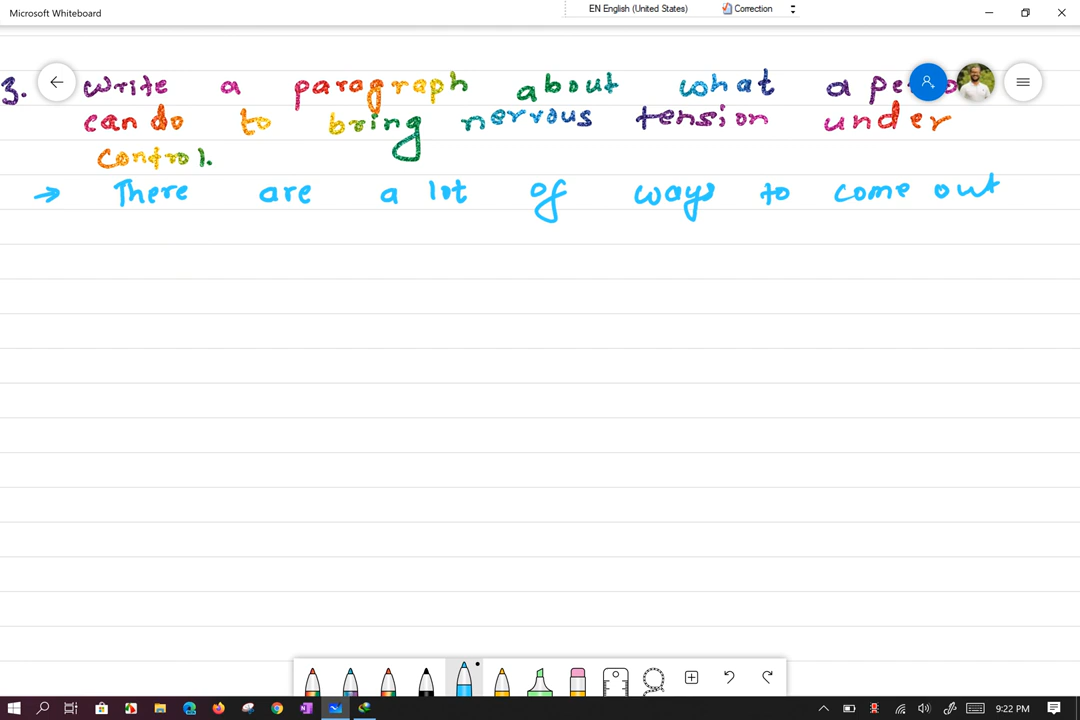 Microsoft Whiteboard
EN English (United States) Correction
3. Write a paragraph about what a
can do to bring nervous tension under
control.
→ There are a lot of ways to come out
9:22 PM